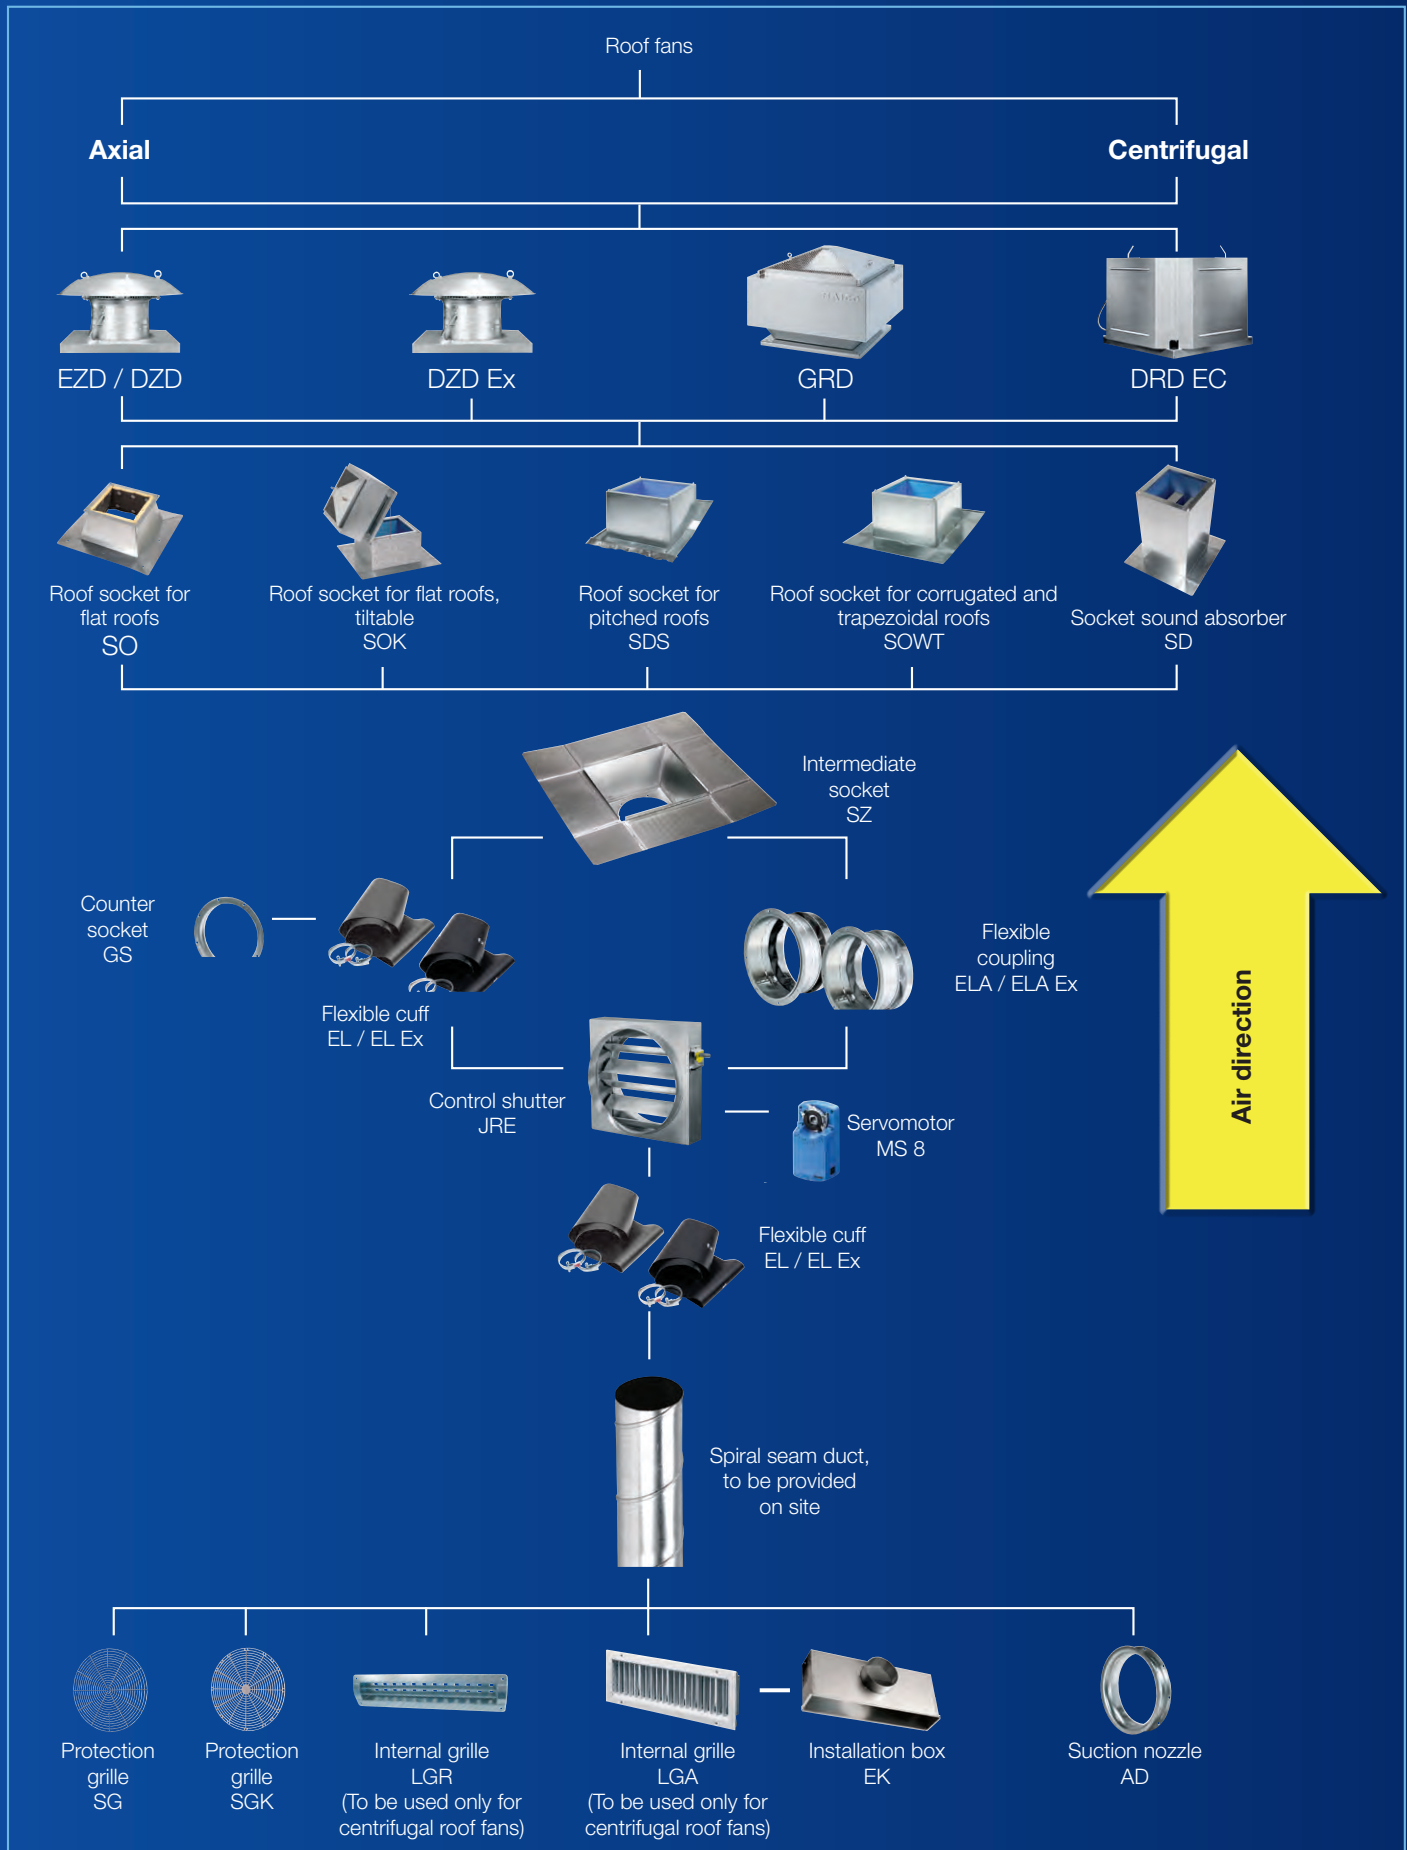 Roof fans
Axial
Centrifugal
EZD / DZD
DZD Ex
GRD
DRD EC
Roof socket for
flat roofs
SO
Roof socket for flat roofs,
tiltable
SOK
Roof socket for
pitched roofs
SDS
Roof socket for corrugated and
trapezoidal roofs
SOWT
Socket sound absorber
SD
Intermediate
socket
SZ
Counter
socket
GS
Flexible cuff
EL / EL Ex
Flexible
coupling
ELA / ELA Ex
Air direction
Control shutter
JRE
Servomotor
MS 8
Flexible cuff
EL / EL Ex
Spiral seam duct,
to be provided
on site
Protection
grille
SG
Protection
grille
SGK
Internal grille
LGR
(To be used only for
centrifugal roof fans)
Internal grille
LGA
(To be used only for
centrifugal roof fans)
Installation box
EK
Suction nozzle
AD